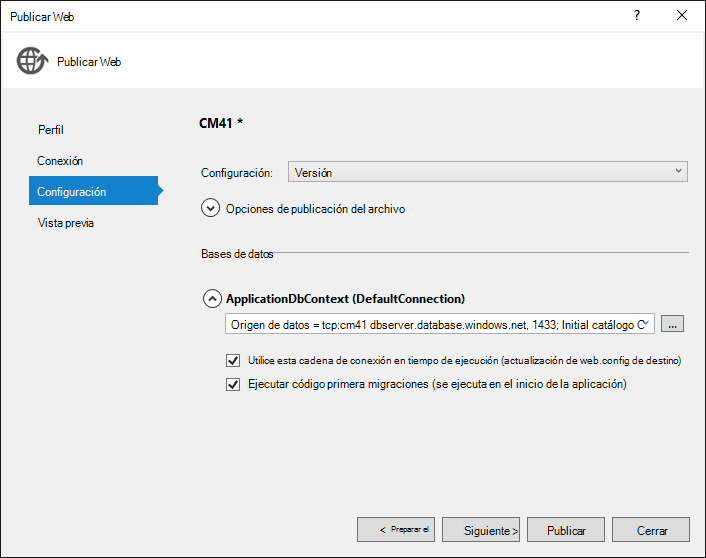 Publicar Web
?
Publicar Web
Perfil
Conexión
Configuración
Vista previa
CM41 *
Configuración: Versión
Opciones de publicación del archivo
Bases de datos
ApplicationDbContext (DefaultConnection)
Origen de datos = tcp:cm41 dbserver.database.windows.net, 1433; Initial catálogo C ...
Utilice esta cadena de conexión en tiempo de ejecución (actualización de web.config de destino)
Ejecutar código primera migraciones (se ejecuta en el inicio de la aplicación)
< Preparar el Siguiente > Publicar Cerrar